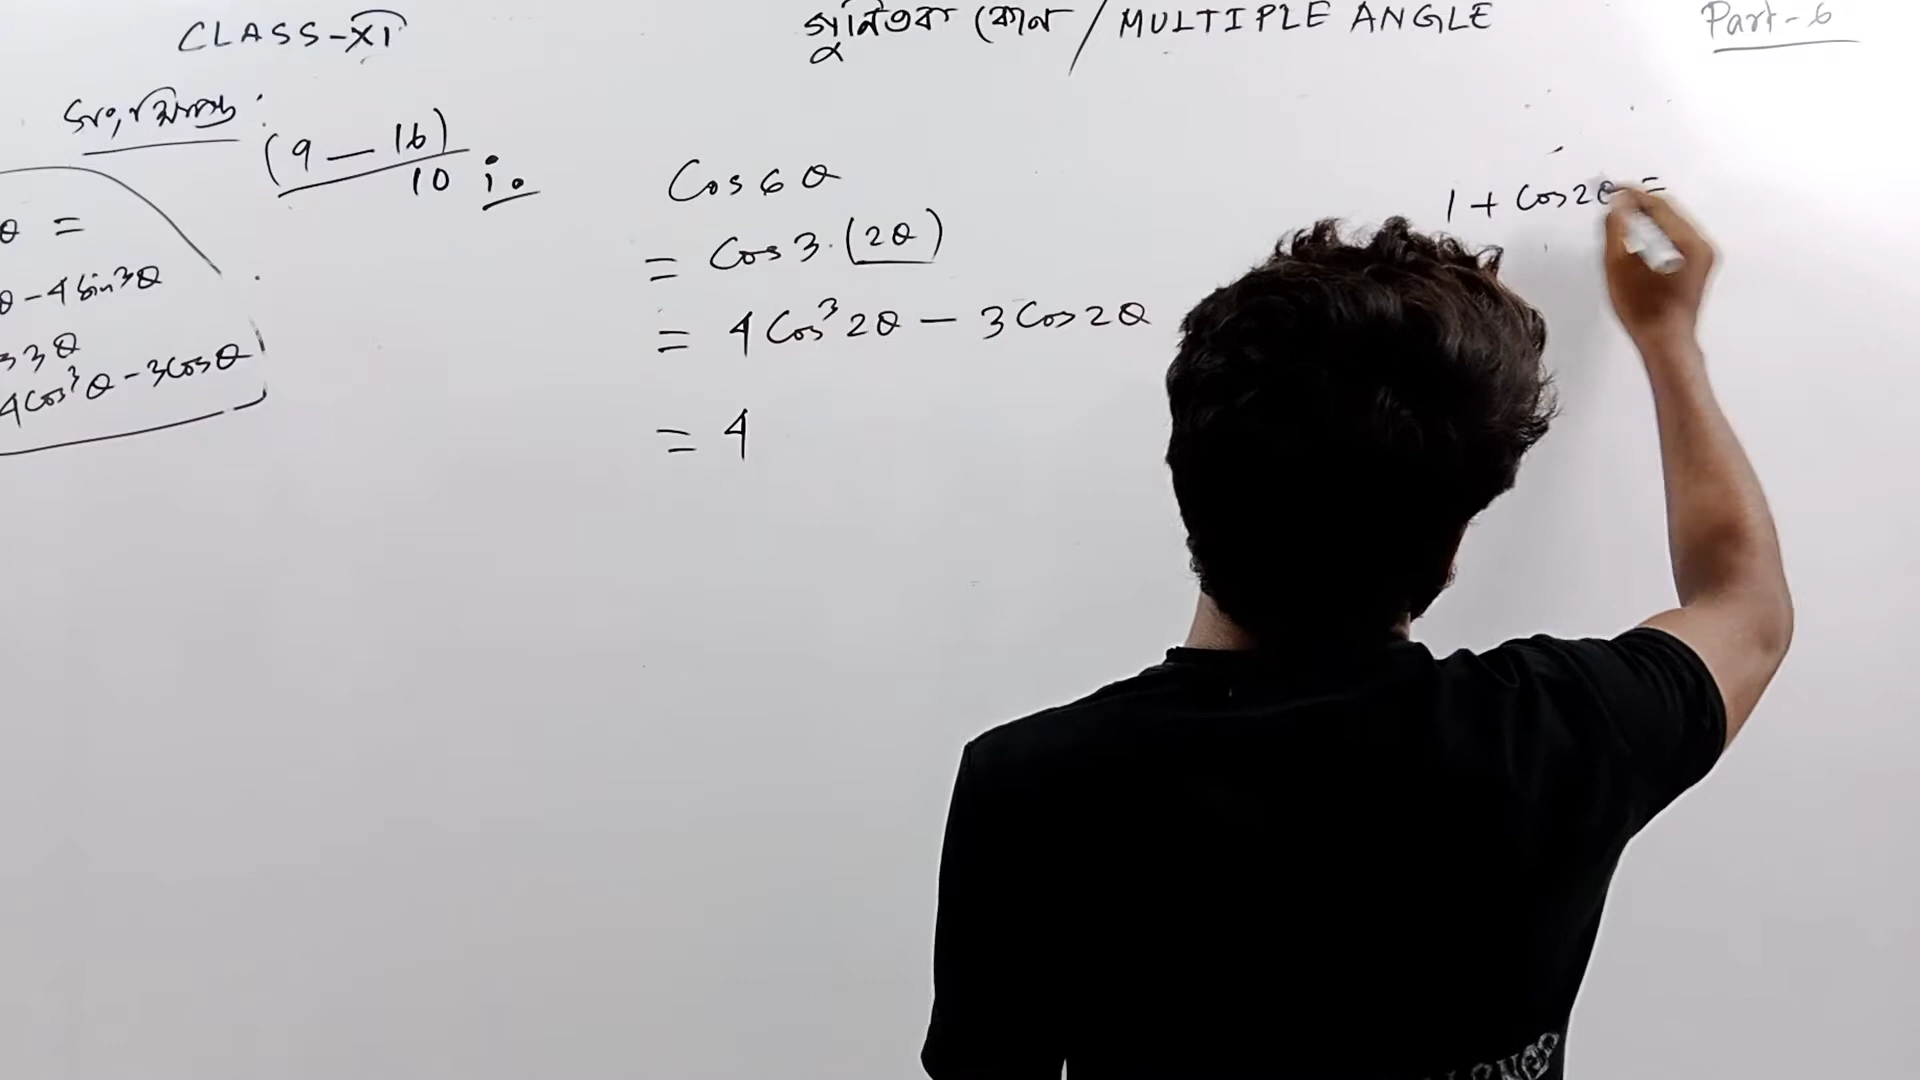 CLASS-XI
গুণিতক কোণ / MULTIPLE ANGLE
Part-6
(9 — 16)
10 i.
θ =
θ - 4 sin³θ
s 3θ
4cos³θ - 3cosθ
Cos 6θ
= Cos 3. (2θ)
= 4 Cos³ 2θ — 3 Cos 2θ
= 4
1 + Cos 2θ =